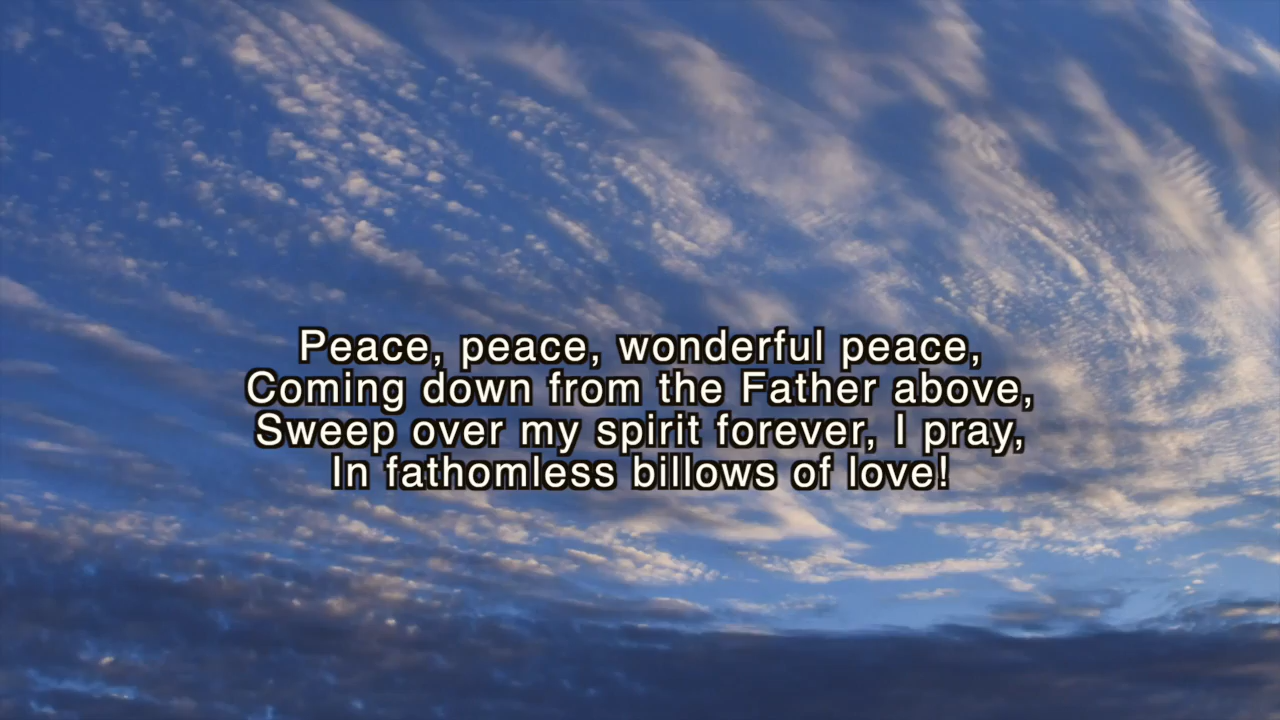 Peace, peace, wonderful peace,
Coming down from the Father above,
Sweep over my spirit forever, I pray,
In fathomless billows of love!